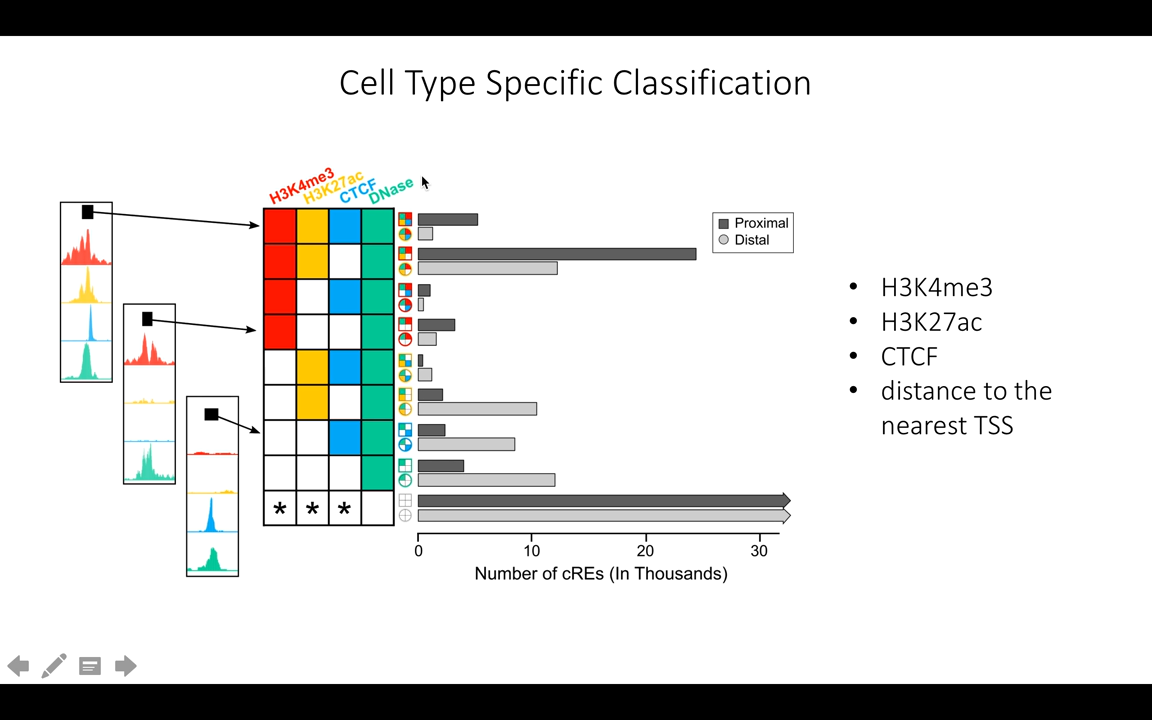 Cell Type Specific Classification
H3K4me3
H3K27ac
CTCF
DNase
Proximal
Distal
* * *
0 10 20 30
Number of cREs (In Thousands)
• H3K4me3
• H3K27ac
• CTCF
• distance to the
nearest TSS